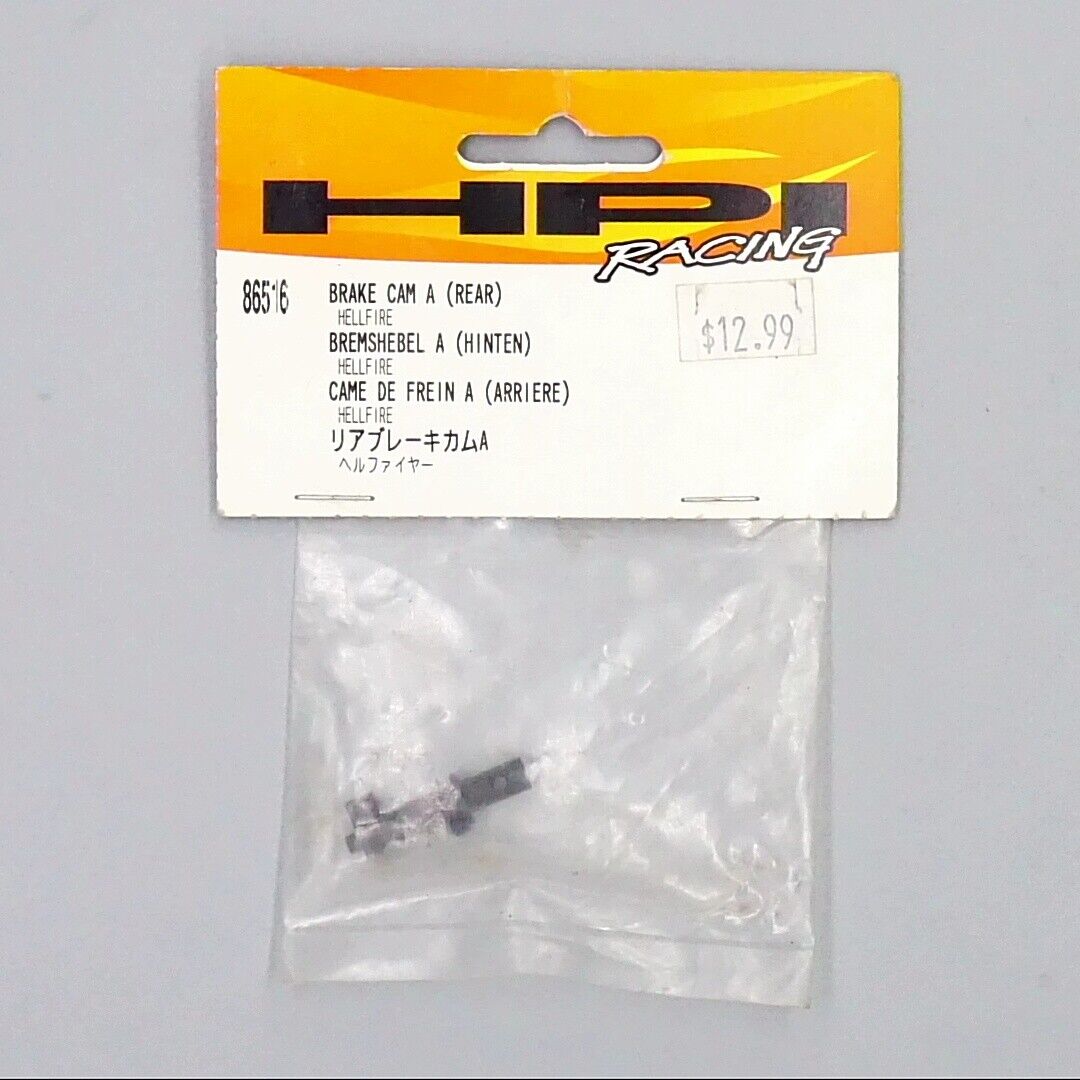 HPI
RACING
86516
BRAKE CAM A (REAR)
HELLFIRE
BREMSHEBEL A (HINTEN)
HELLFIRE
CAME DE FREIN A (ARRIERE)
HELLFIRE
リアブレーキカムA
ヘルファイヤー
$12.99